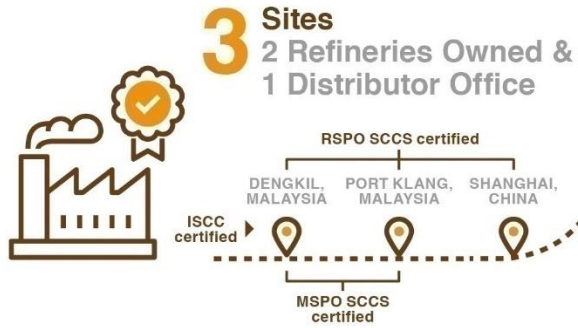 3 Sites
2 Refineries Owned &
1 Distributor Office
RSPO SCCS certified
DENGKIL,
MALAYSIA
PORT KLANG,
MALAYSIA
SHANGHAI,
CHINA
ISCC
certified
MSPO SCCS
certified